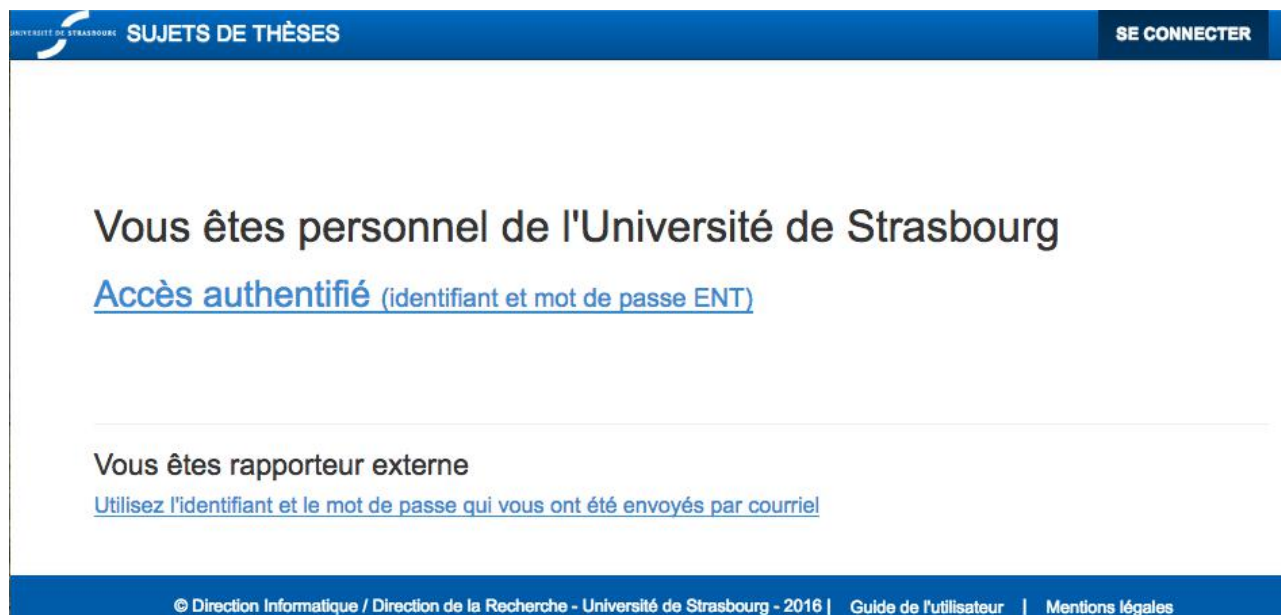 UNIVERSITÉ DE STRASBOURG SUJETS DE THÈSES SE CONNECTER
Vous êtes personnel de l'Université de Strasbourg
Accès authentifié (identifiant et mot de passe ENT)
Vous êtes rapporteur externe
Utilisez l'identifiant et le mot de passe qui vous ont été envoyés par courriel
© Direction Informatique / Direction de la Recherche - Université de Strasbourg - 2016 | Guide de l'utilisateur | Mentions légales